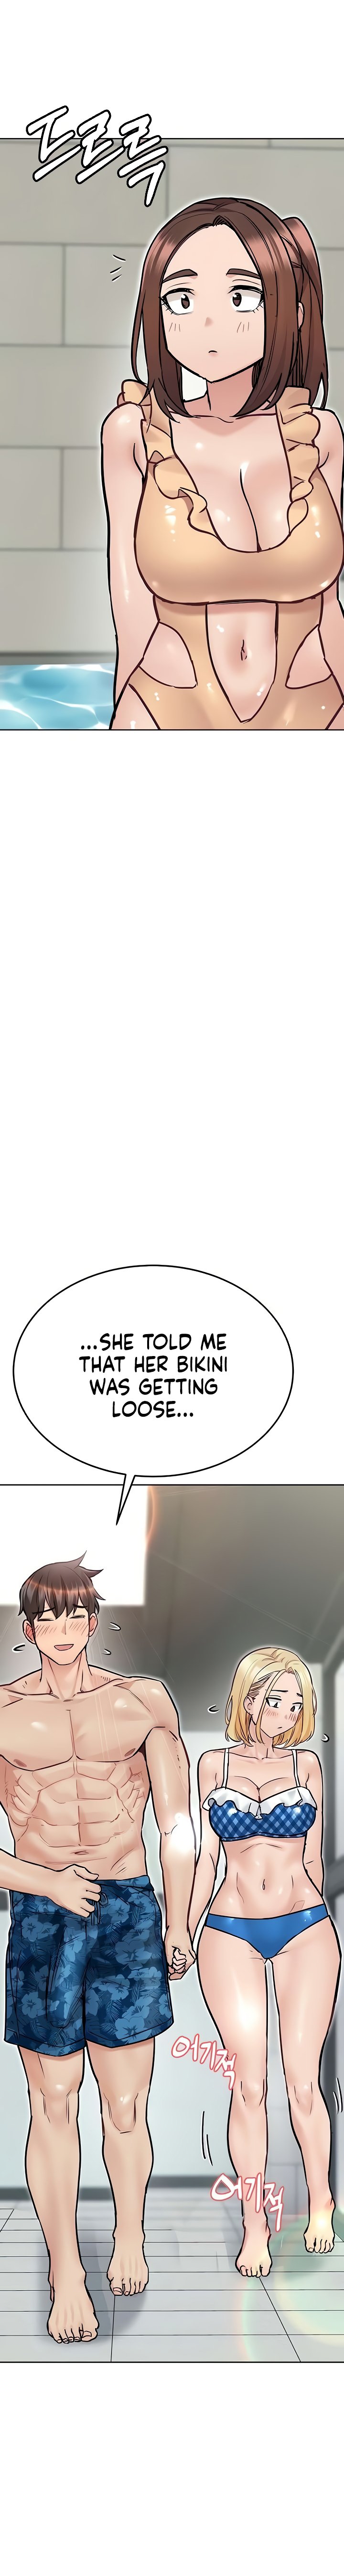 드르륵
...SHE TOLD ME
THAT HER BIKINI
WAS GETTING
LOOSE...
어기적
어기적